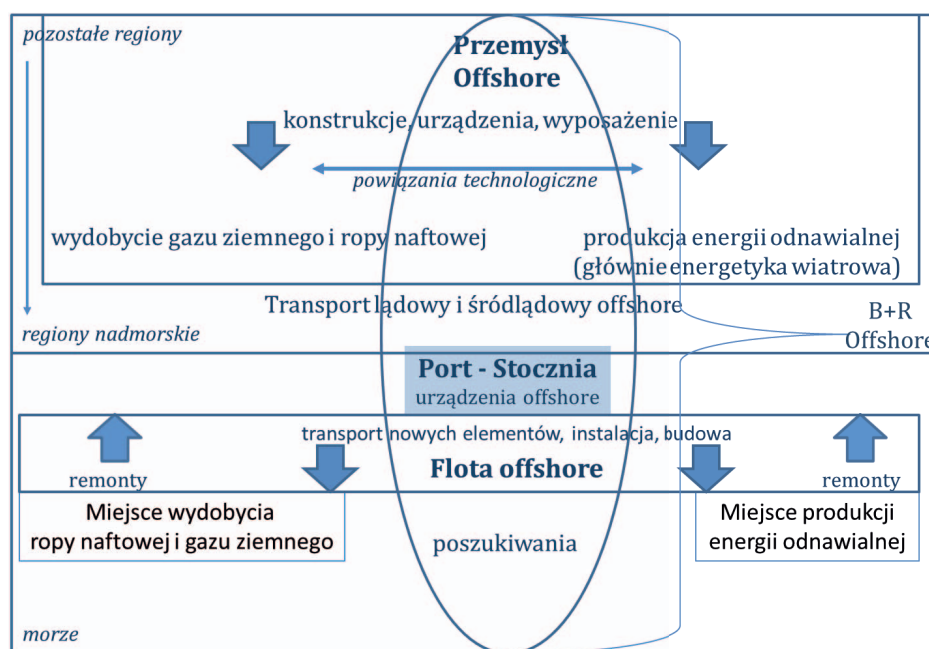 pozostałe regiony
Przemysł
Offshore
konstrukcje, urządzenia, wyposażenie
powiązania technologiczne
wydobycie gazu ziemnego i ropy naftowej
produkcja energii odnawialnej
(głównie energetyka wiatrowa)
Transport lądowy i śródlądowy offshore
regiony nadmorskie
B+R
Offshore
Port - Stocznia
urządzenia offshore
transport nowych elementów, instalacja, budowa
Flota offshore
remonty
remonty
Miejsce wydobycia
ropy naftowej i gazu ziemnego
Miejsce produkcji
energii odnawialnej
poszukiwania
morze